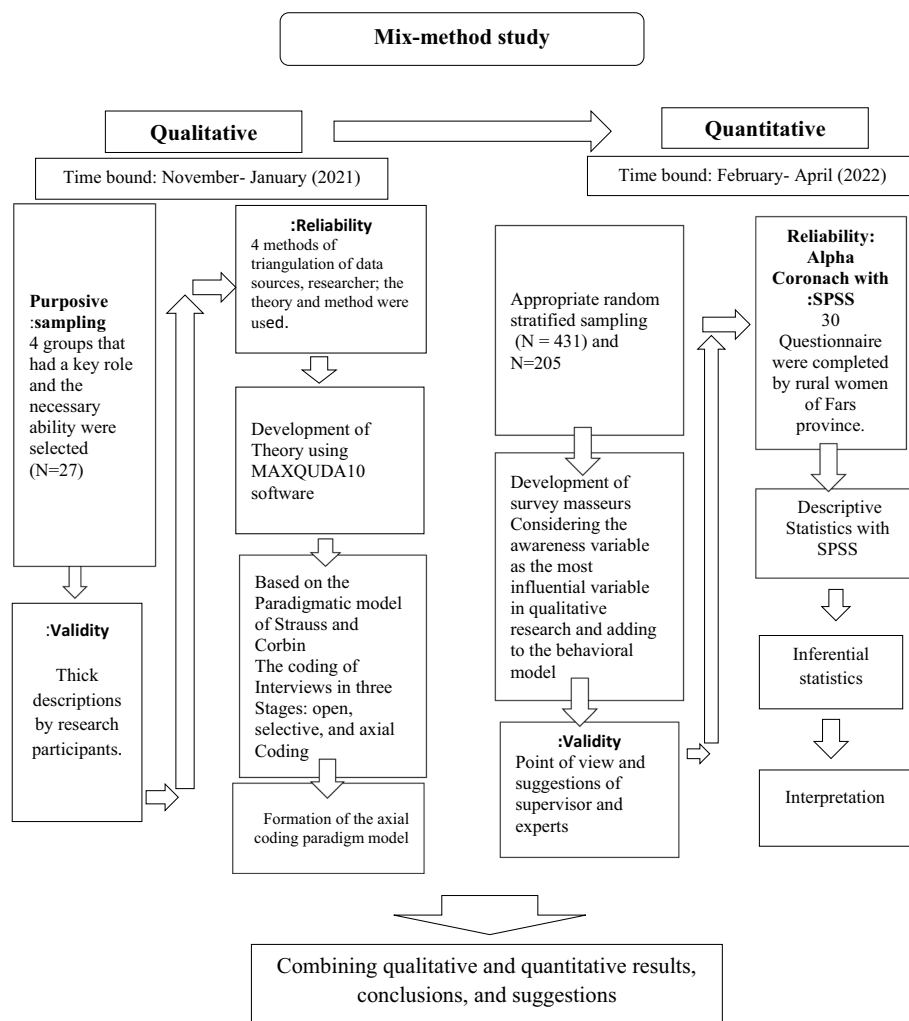 Mix-method study
Qualitative
Quantitative
Time bound: November- January (2021)
Time bound: February- April (2022)
Purposive
:sampling
4 groups that
had a key role
and the
necessary
ability were
selected
(N=27)
:Validity
Thick
descriptions
by research
participants.
:Reliability
4 methods of
triangulation of data
sources, researcher; the
theory and method were
used.
Development of
Theory using
MAXQUDA10
software
Based on the
Paradigmatic model
of Strauss and
Corbin
The coding of
Interviews in three
Stages: open,
selective, and axial
Coding
Formation of the axial
coding paradigm model
Appropriate random
stratified sampling
(N = 431) and
N=205
Development of
survey masseurs
Considering the
awareness variable
as the most
influential variable
in qualitative
research and adding
to the behavioral
model
:Validity
Point of view and
suggestions of
supervisor and
experts
Reliability:
Alpha
Coronach with
:SPSS
30
Questionnaire
were completed
by rural women
of Fars
province.
Descriptive
Statistics with
SPSS
Inferential
statistics
Interpretation
Combining qualitative and quantitative results,
conclusions, and suggestions